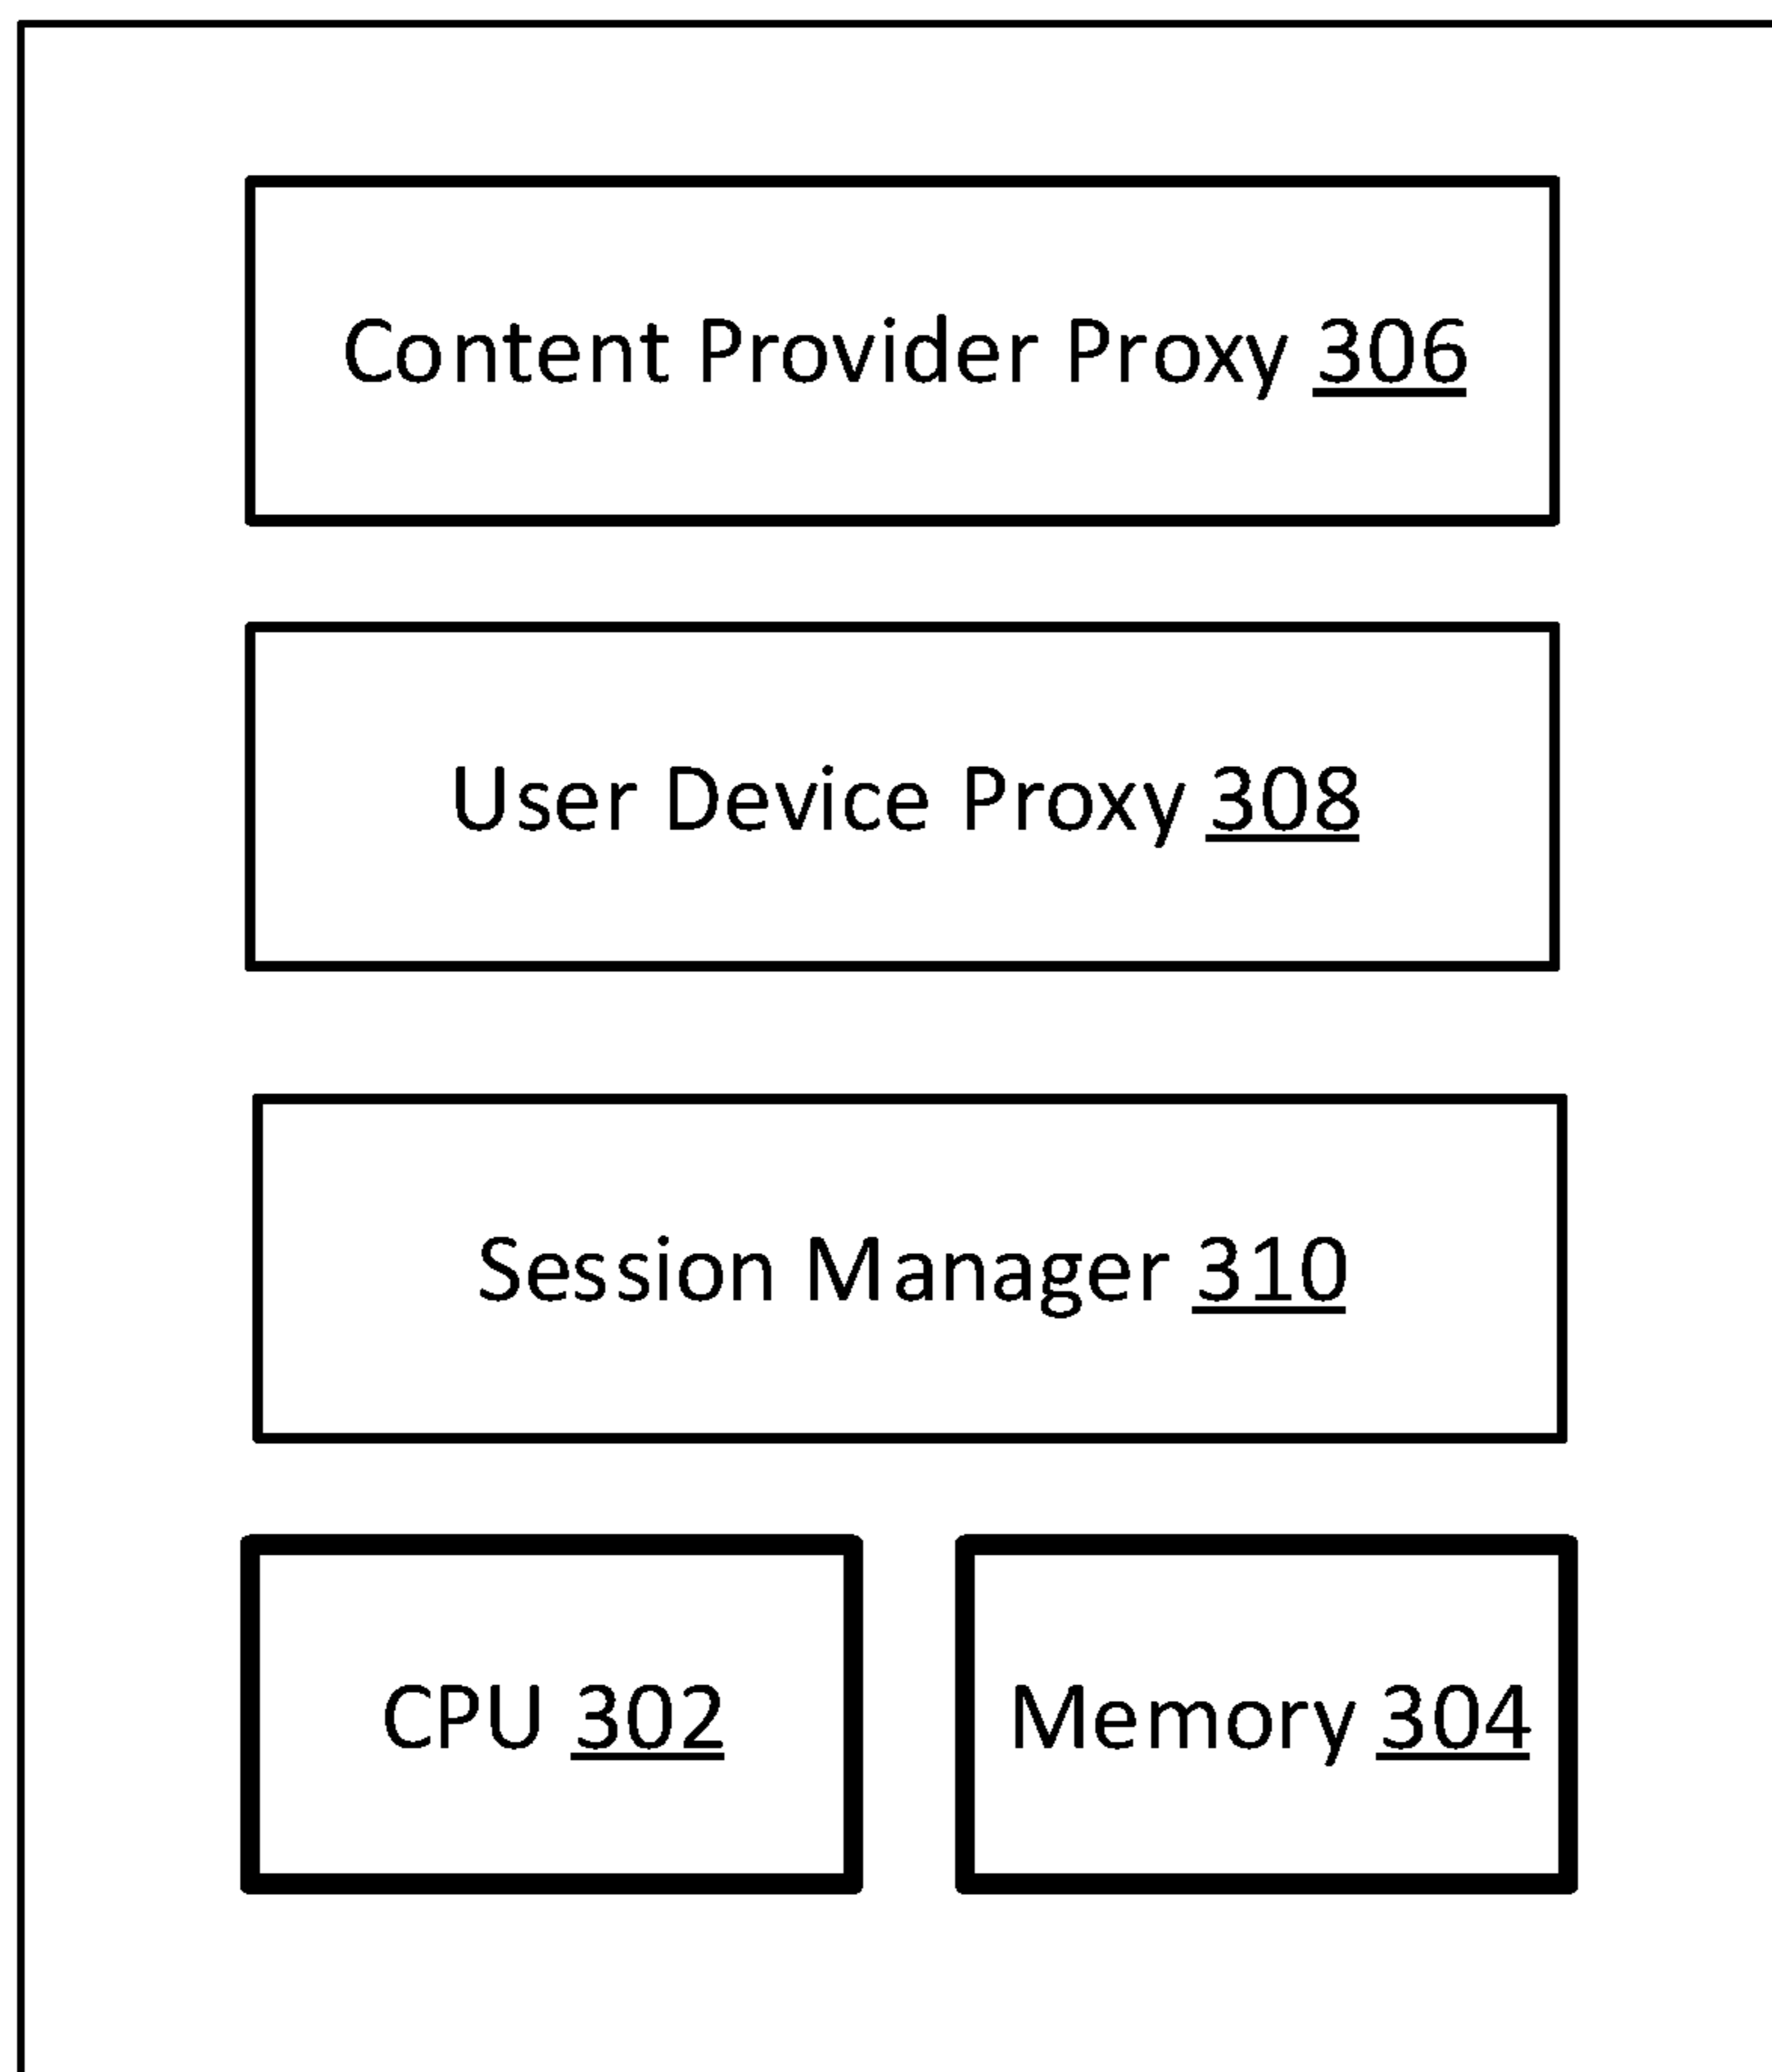 Content Provider Proxy 306
User Device Proxy 308
Session Manager 310
CPU 302
Memory 304